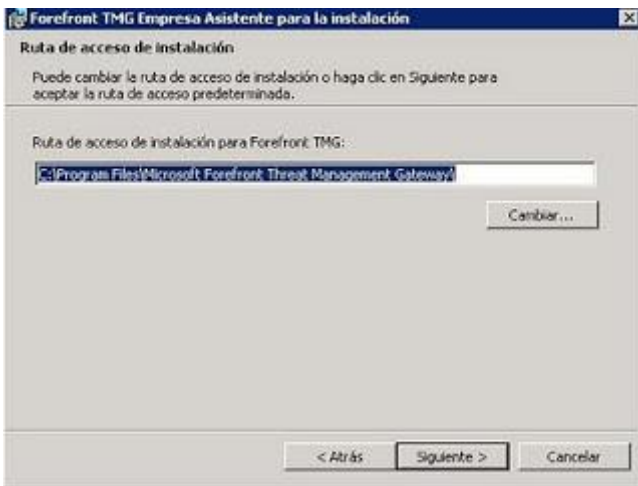 Forefront TMG Empresa Asistente para la instalación
Ruta de acceso de instalación
Puede cambiar la ruta de acceso de instalación o haga clic en Siguiente para
aceptar la ruta de acceso predeterminada.
Ruta de acceso de instalación para Forefront TMG:
C:\Program Files\Microsoft Forefront Threat Management Gateway\
Cambiar...
< Atrás
Siguiente >
Cancelar